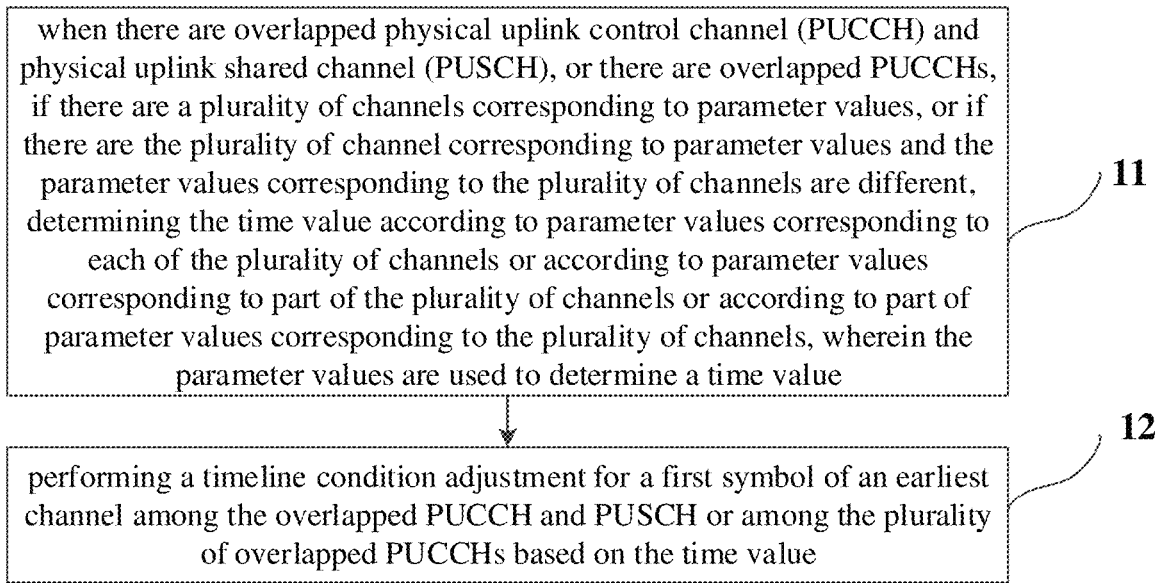 when there are overlapped physical uplink control channel (PUCCH) and
physical uplink shared channel (PUSCH), or there are overlapped PUCCHs,
if there are a plurality of channels corresponding to parameter values, or if
there are the plurality of channel corresponding to parameter values and the
parameter values corresponding to the plurality of channels are different,
determining the time value according to parameter values corresponding to
each of the plurality of channels or according to parameter values
corresponding to part of the plurality of channels or according to part of
parameter values corresponding to the plurality of channels, wherein the
parameter values are used to determine a time value
11
performing a timeline condition adjustment for a first symbol of an earliest
channel among the overlapped PUCCH and PUSCH or among the plurality
of overlapped PUCCHs based on the time value
12